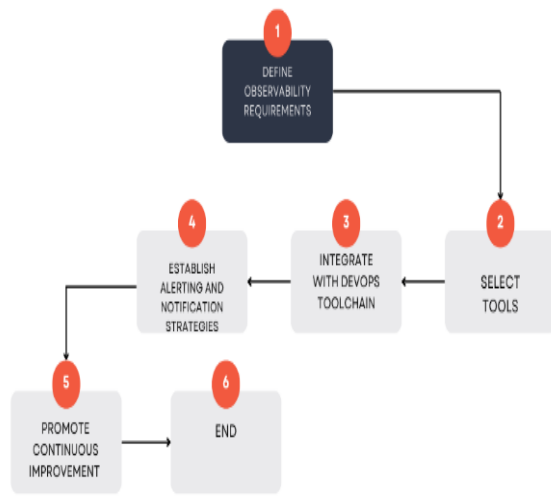 1
DEFINE
OBSERVABILITY
REQUIREMENTS
2
SELECT
TOOLS
3
INTEGRATE
WITH DEVOPS
TOOLCHAIN
4
ESTABLISH
ALERTING AND
NOTIFICATION
STRATEGIES
5
PROMOTE
CONTINUOUS
IMPROVEMENT
6
END